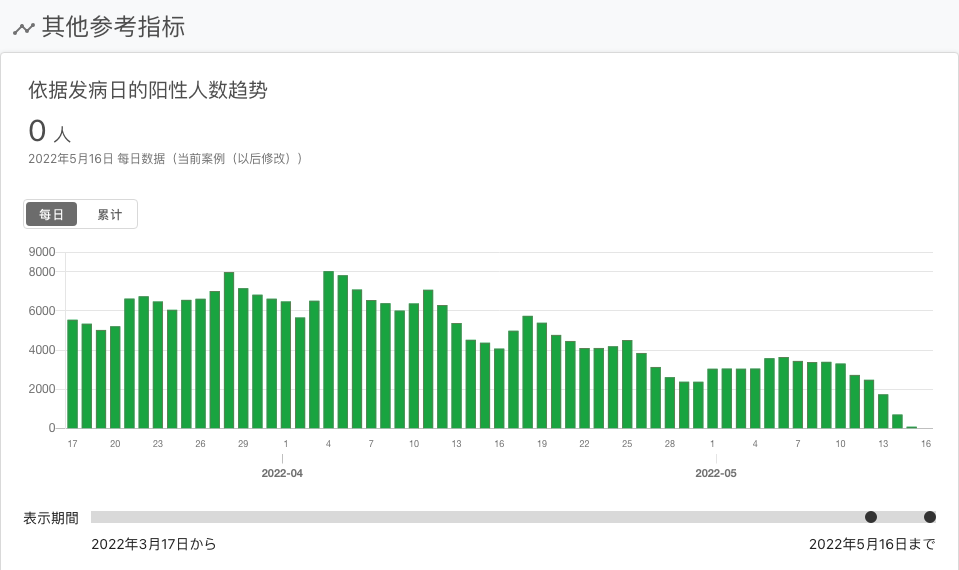 其他参考指标
依据发病日的阳性人数趋势
0 人
2022年5月16日 每日数据（当前案例（以后修改））
每日 累计
9000
8000
6000
4000
2000
0
17 20 23 26 29 1 4 7 10 13 16 19 22 25 28 1 4 7 10 13 16
2022-04 2022-05
表示期間
2022年3月17日から 2022年5月16日まで